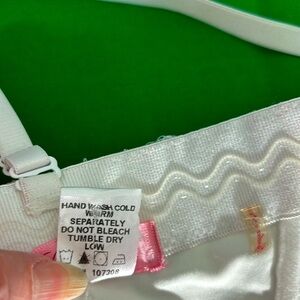 HAND WASH COLD
WARM
SEPARATELY
DO NOT BLEACH
TUMBLE DRY
LOW
107308